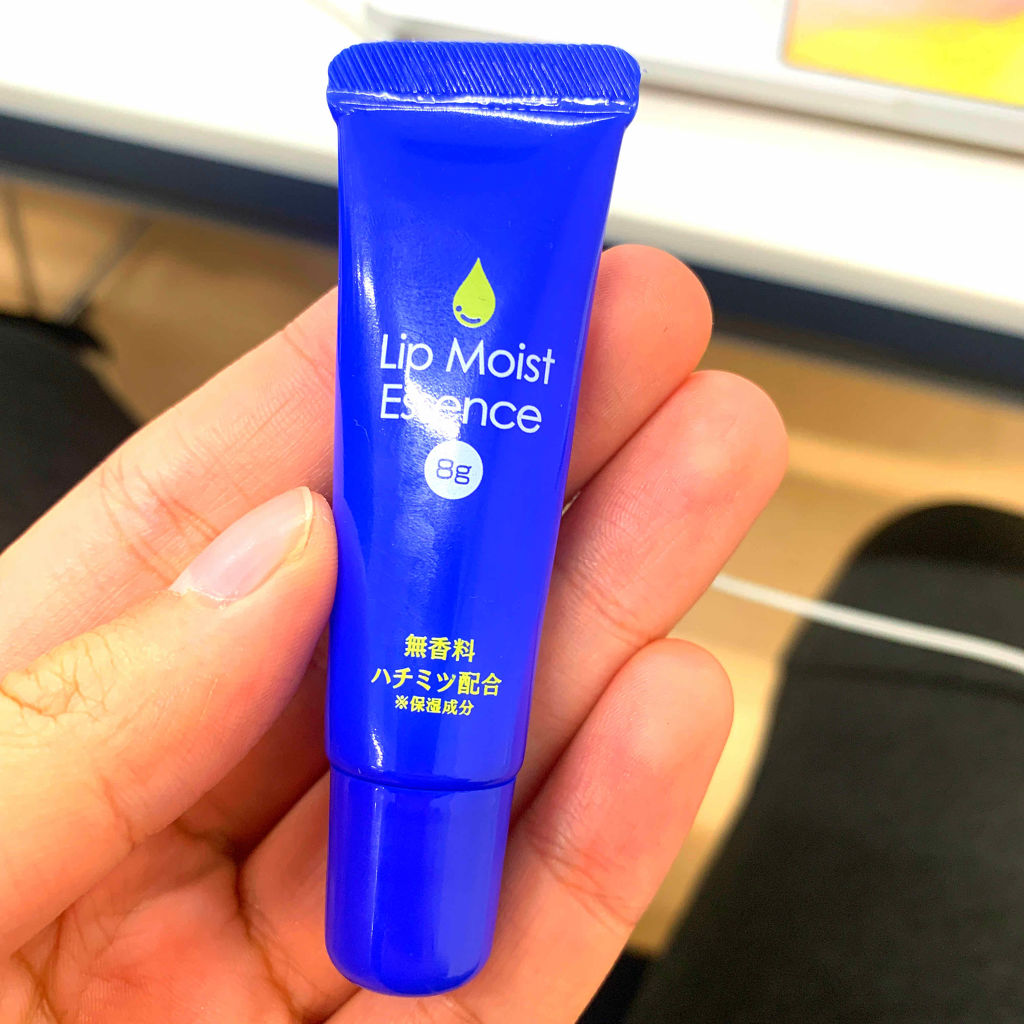 Lip Moist
Essence
8g
無香料
ハチミツ配合
※保湿成分